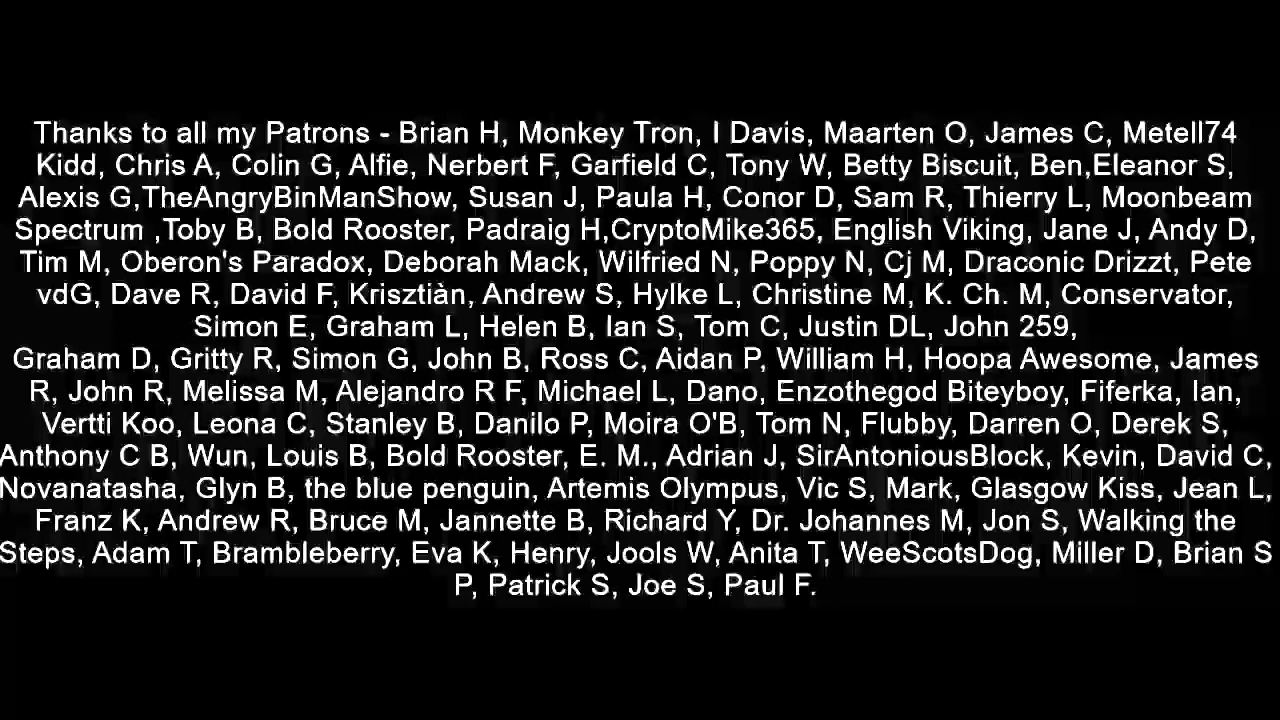 Thanks to all my Patrons - Brian H, Monkey Tron, I Davis, Maarten O, James C, Metell74
Kidd, Chris A, Colin G, Alfie, Nerbert F, Garfield C, Tony W, Betty Biscuit, Ben,Eleanor S,
Alexis G,TheAngryBinManShow, Susan J, Paula H, Conor D, Sam R, Thierry L, Moonbeam
Spectrum ,Toby B, Bold Rooster, Padraig H,CryptoMike365, English Viking, Jane J, Andy D,
Tim M, Oberon's Paradox, Deborah Mack, Wilfried N, Poppy N, Cj M, Draconic Drizzt, Pete
vdG, Dave R, David F, Krisztiàn, Andrew S, Hylke L, Christine M, K. Ch. M, Conservator,
Simon E, Graham L, Helen B, Ian S, Tom C, Justin DL, John 259,
Graham D, Gritty R, Simon G, John B, Ross C, Aidan P, William H, Hoopa Awesome, James
R, John R, Melissa M, Alejandro R F, Michael L, Dano, Enzothegod Biteyboy, Fiferka, Ian,
Vertti Koo, Leona C, Stanley B, Danilo P, Moira O'B, Tom N, Flubby, Darren O, Derek S,
Anthony C B, Wun, Louis B, Bold Rooster, E. M., Adrian J, SirAntoniousBlock, Kevin, David C,
Novanatasha, Glyn B, the blue penguin, Artemis Olympus, Vic S, Mark, Glasgow Kiss, Jean L,
Franz K, Andrew R, Bruce M, Jannette B, Richard Y, Dr. Johannes M, Jon S, Walking the
Steps, Adam T, Brambleberry, Eva K, Henry, Jools W, Anita T, WeeScotsDog, Miller D, Brian S
P, Patrick S, Joe S, Paul F.